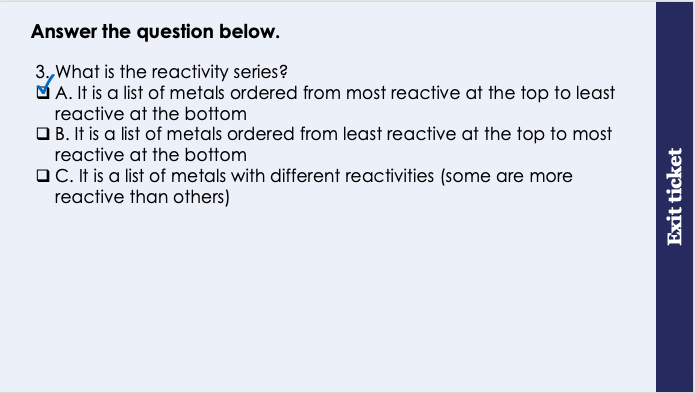 Answer the question below.
3. What is the reactivity series?
A. It is a list of metals ordered from most reactive at the top to least
reactive at the bottom
B. It is a list of metals ordered from least reactive at the top to most
reactive at the bottom
C. It is a list of metals with different reactivities (some are more
reactive than others)
Exit ticket